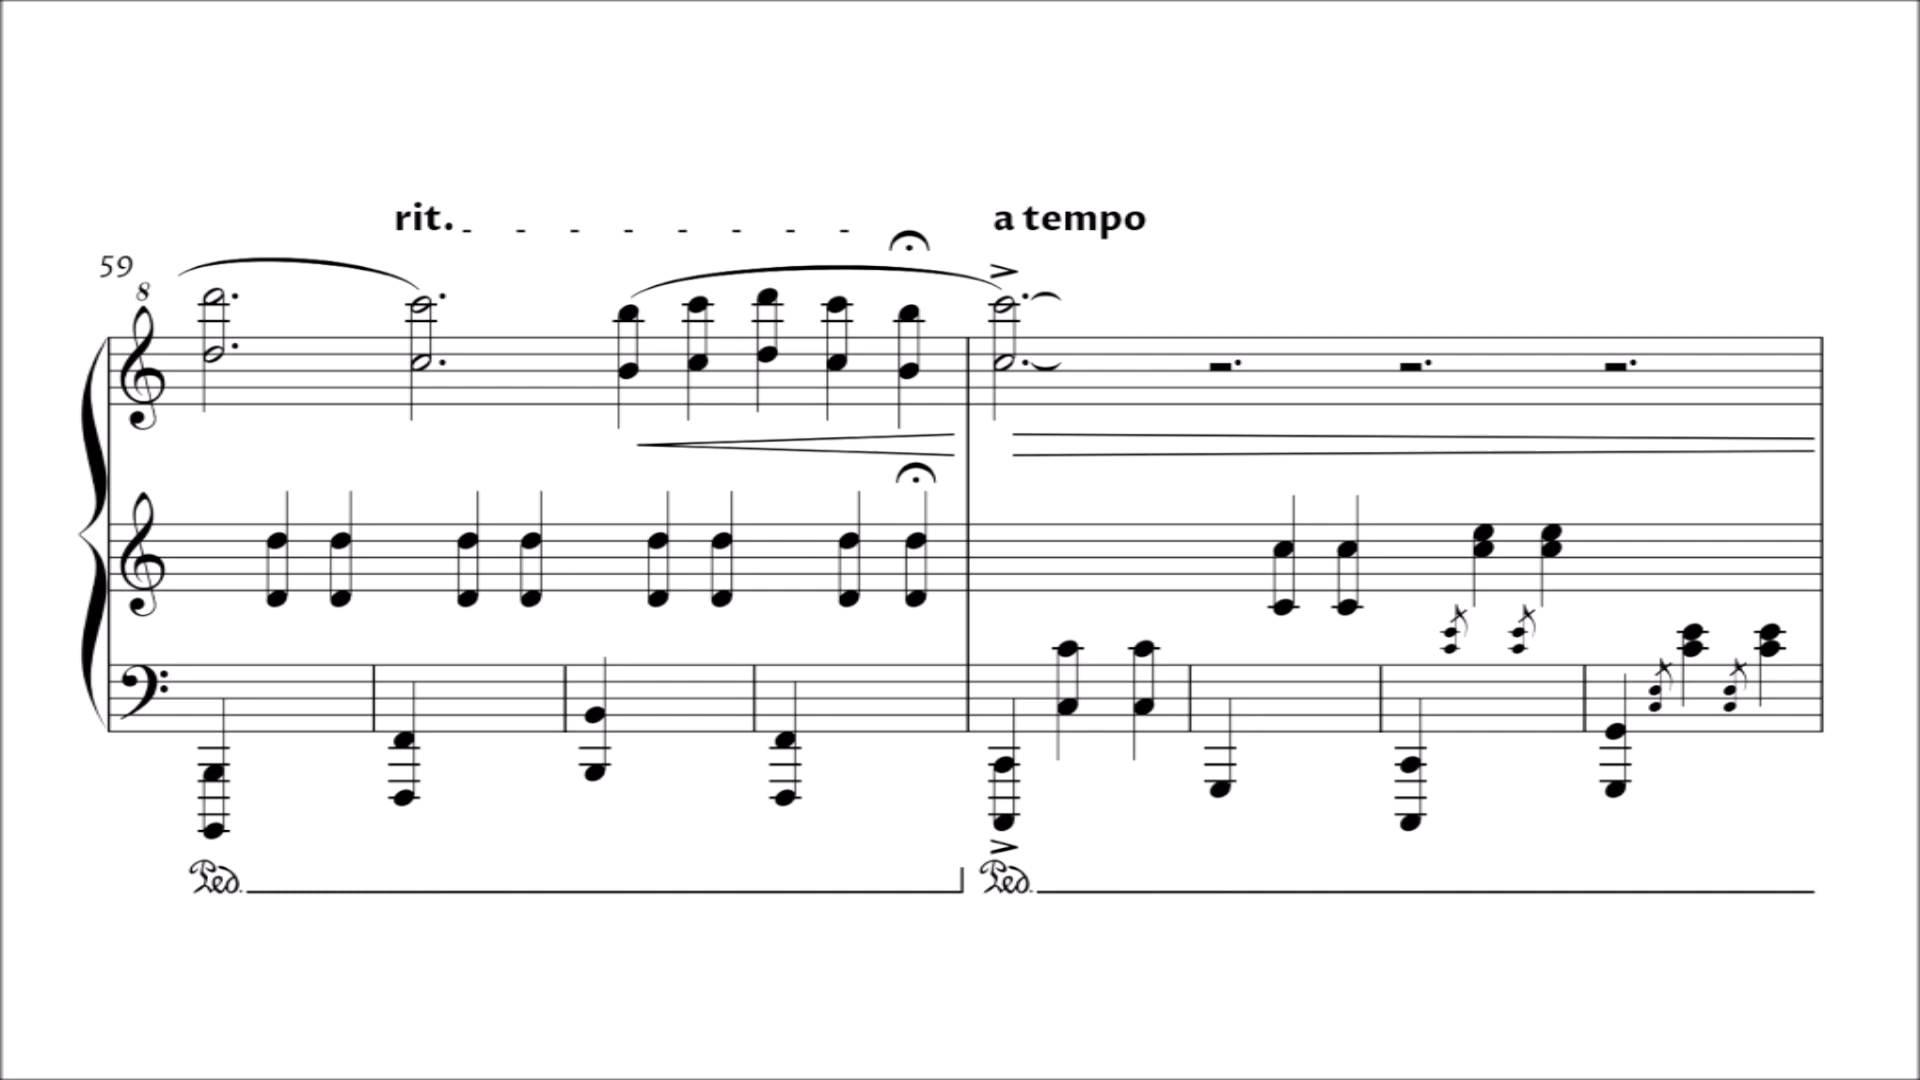 rit. - - - - - - - -
a tempo
59
8
Ped.
Ped.